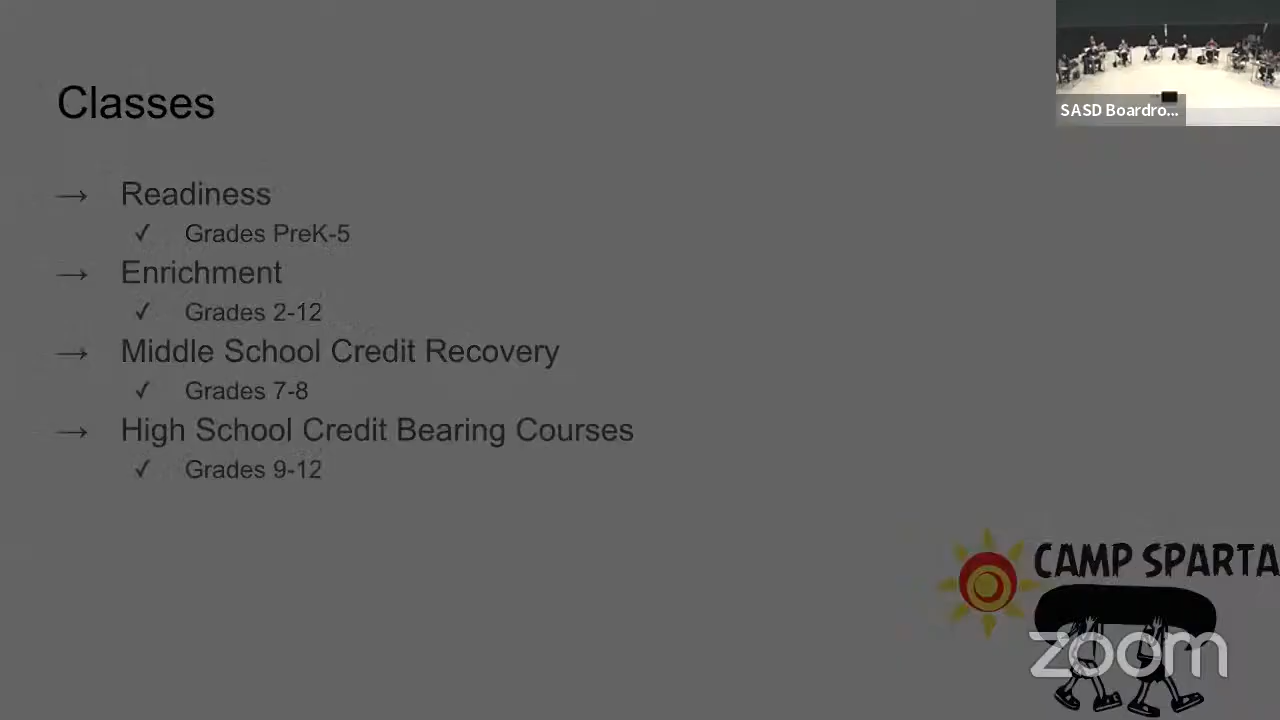 Classes
SASD Boardro...
→ Readiness
✓ Grades PreK-5
→ Enrichment
✓ Grades 2-12
→ Middle School Credit Recovery
✓ Grades 7-8
→ High School Credit Bearing Courses
✓ Grades 9-12
CAMP SPARTA
zoom